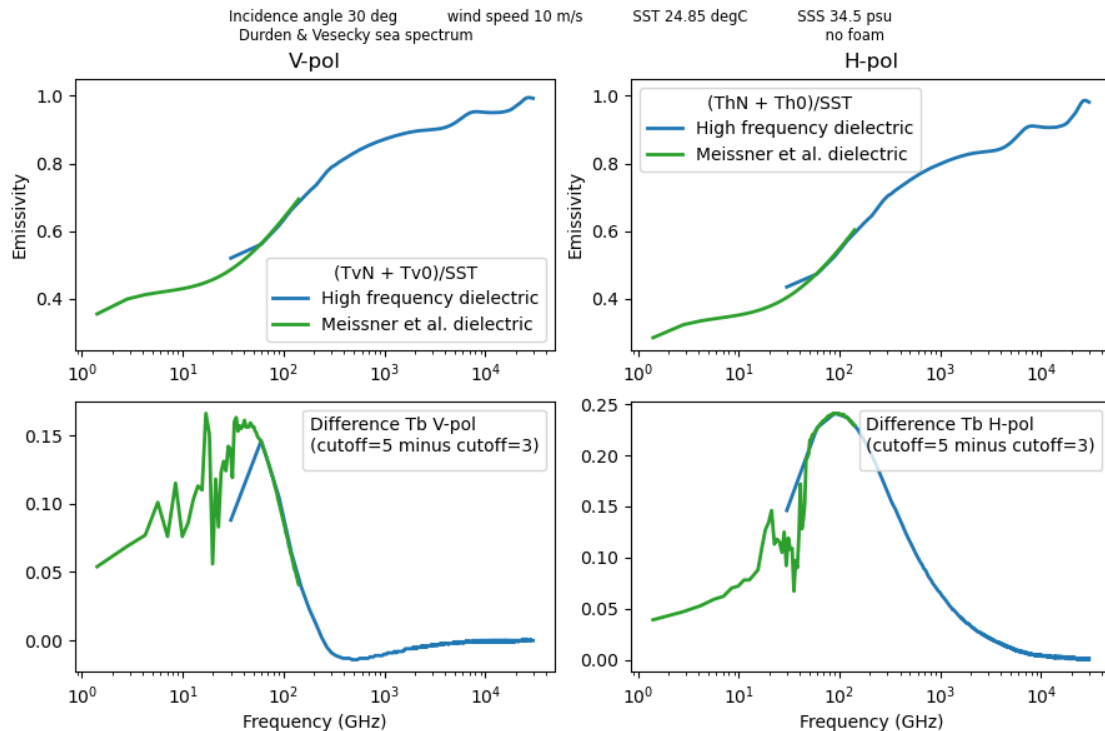 Incidence angle 30 deg wind speed 10 m/s SST 24.85 degC SSS 34.5 psu
Durden & Vesecky sea spectrum no foam
V-pol
H-pol
Emissivity
1.0
0.8
0.6
0.4
(TvN + Tv0)/SST
High frequency dielectric
Meissner et al. dielectric
10^0 10^1 10^2 10^3 10^4
Emissivity
1.0
0.8
0.6
0.4
(ThN + Th0)/SST
High frequency dielectric
Meissner et al. dielectric
10^0 10^1 10^2 10^3 10^4
0.15
0.10
0.05
0.00
Difference Tb V-pol
(cutoff=5 minus cutoff=3)
10^0 10^1 10^2 10^3 10^4
Frequency (GHz)
0.25
0.20
0.15
0.10
0.05
0.00
Difference Tb H-pol
(cutoff=5 minus cutoff=3)
10^0 10^1 10^2 10^3 10^4
Frequency (GHz)